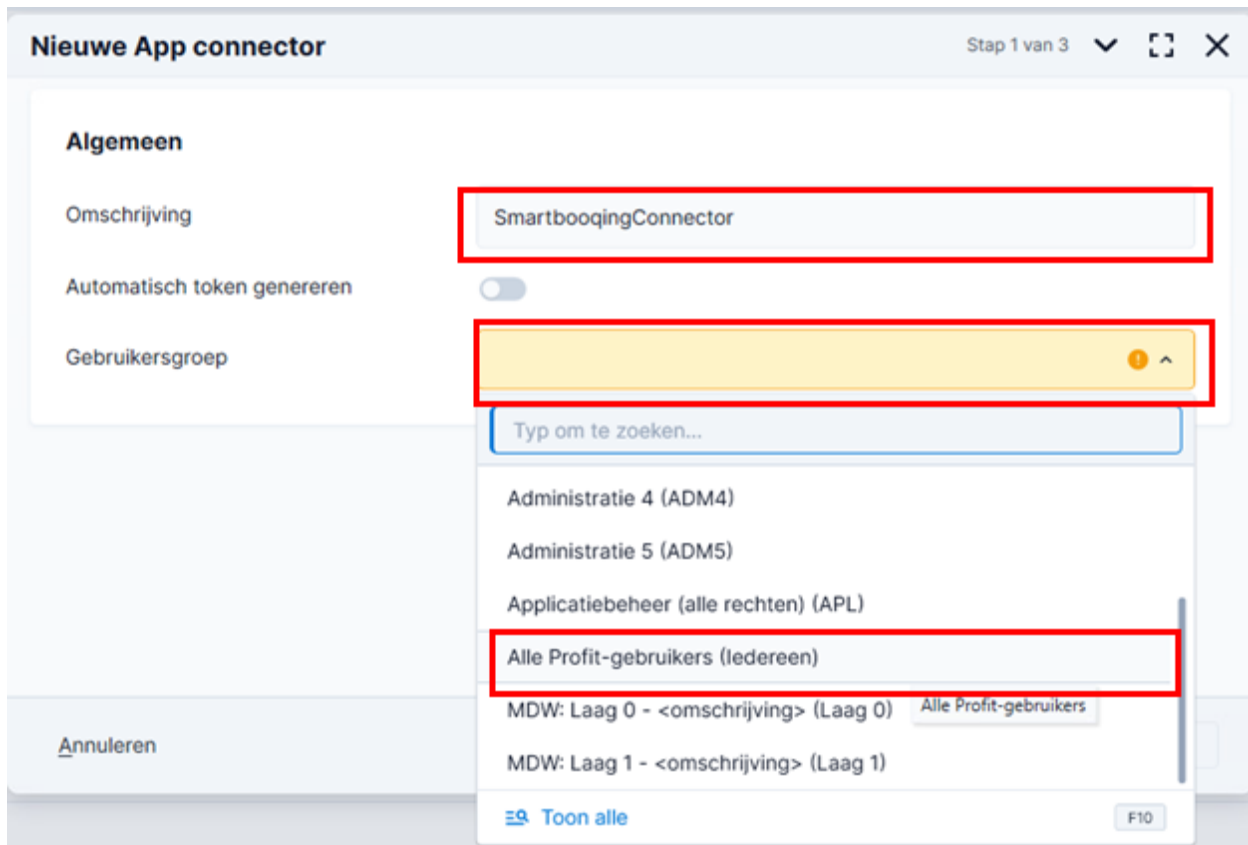 Nieuwe App connector
Stap 1 van 3
Algemeen
Omschrijving
SmartbooqingConnector
Automatisch token genereren
Gebruikersgroep
Typ om te zoeken...
Administratie 4 (ADM4)
Administratie 5 (ADM5)
Applicatiebeheer (alle rechten) (APL)
Alle Profit-gebruikers (Iedereen)
MDW: Laag 0 - <omschrijving> (Laag 0)
Alle Profit-gebruikers
MDW: Laag 1 - <omschrijving> (Laag 1)
Annuleren
Toon alle
F10